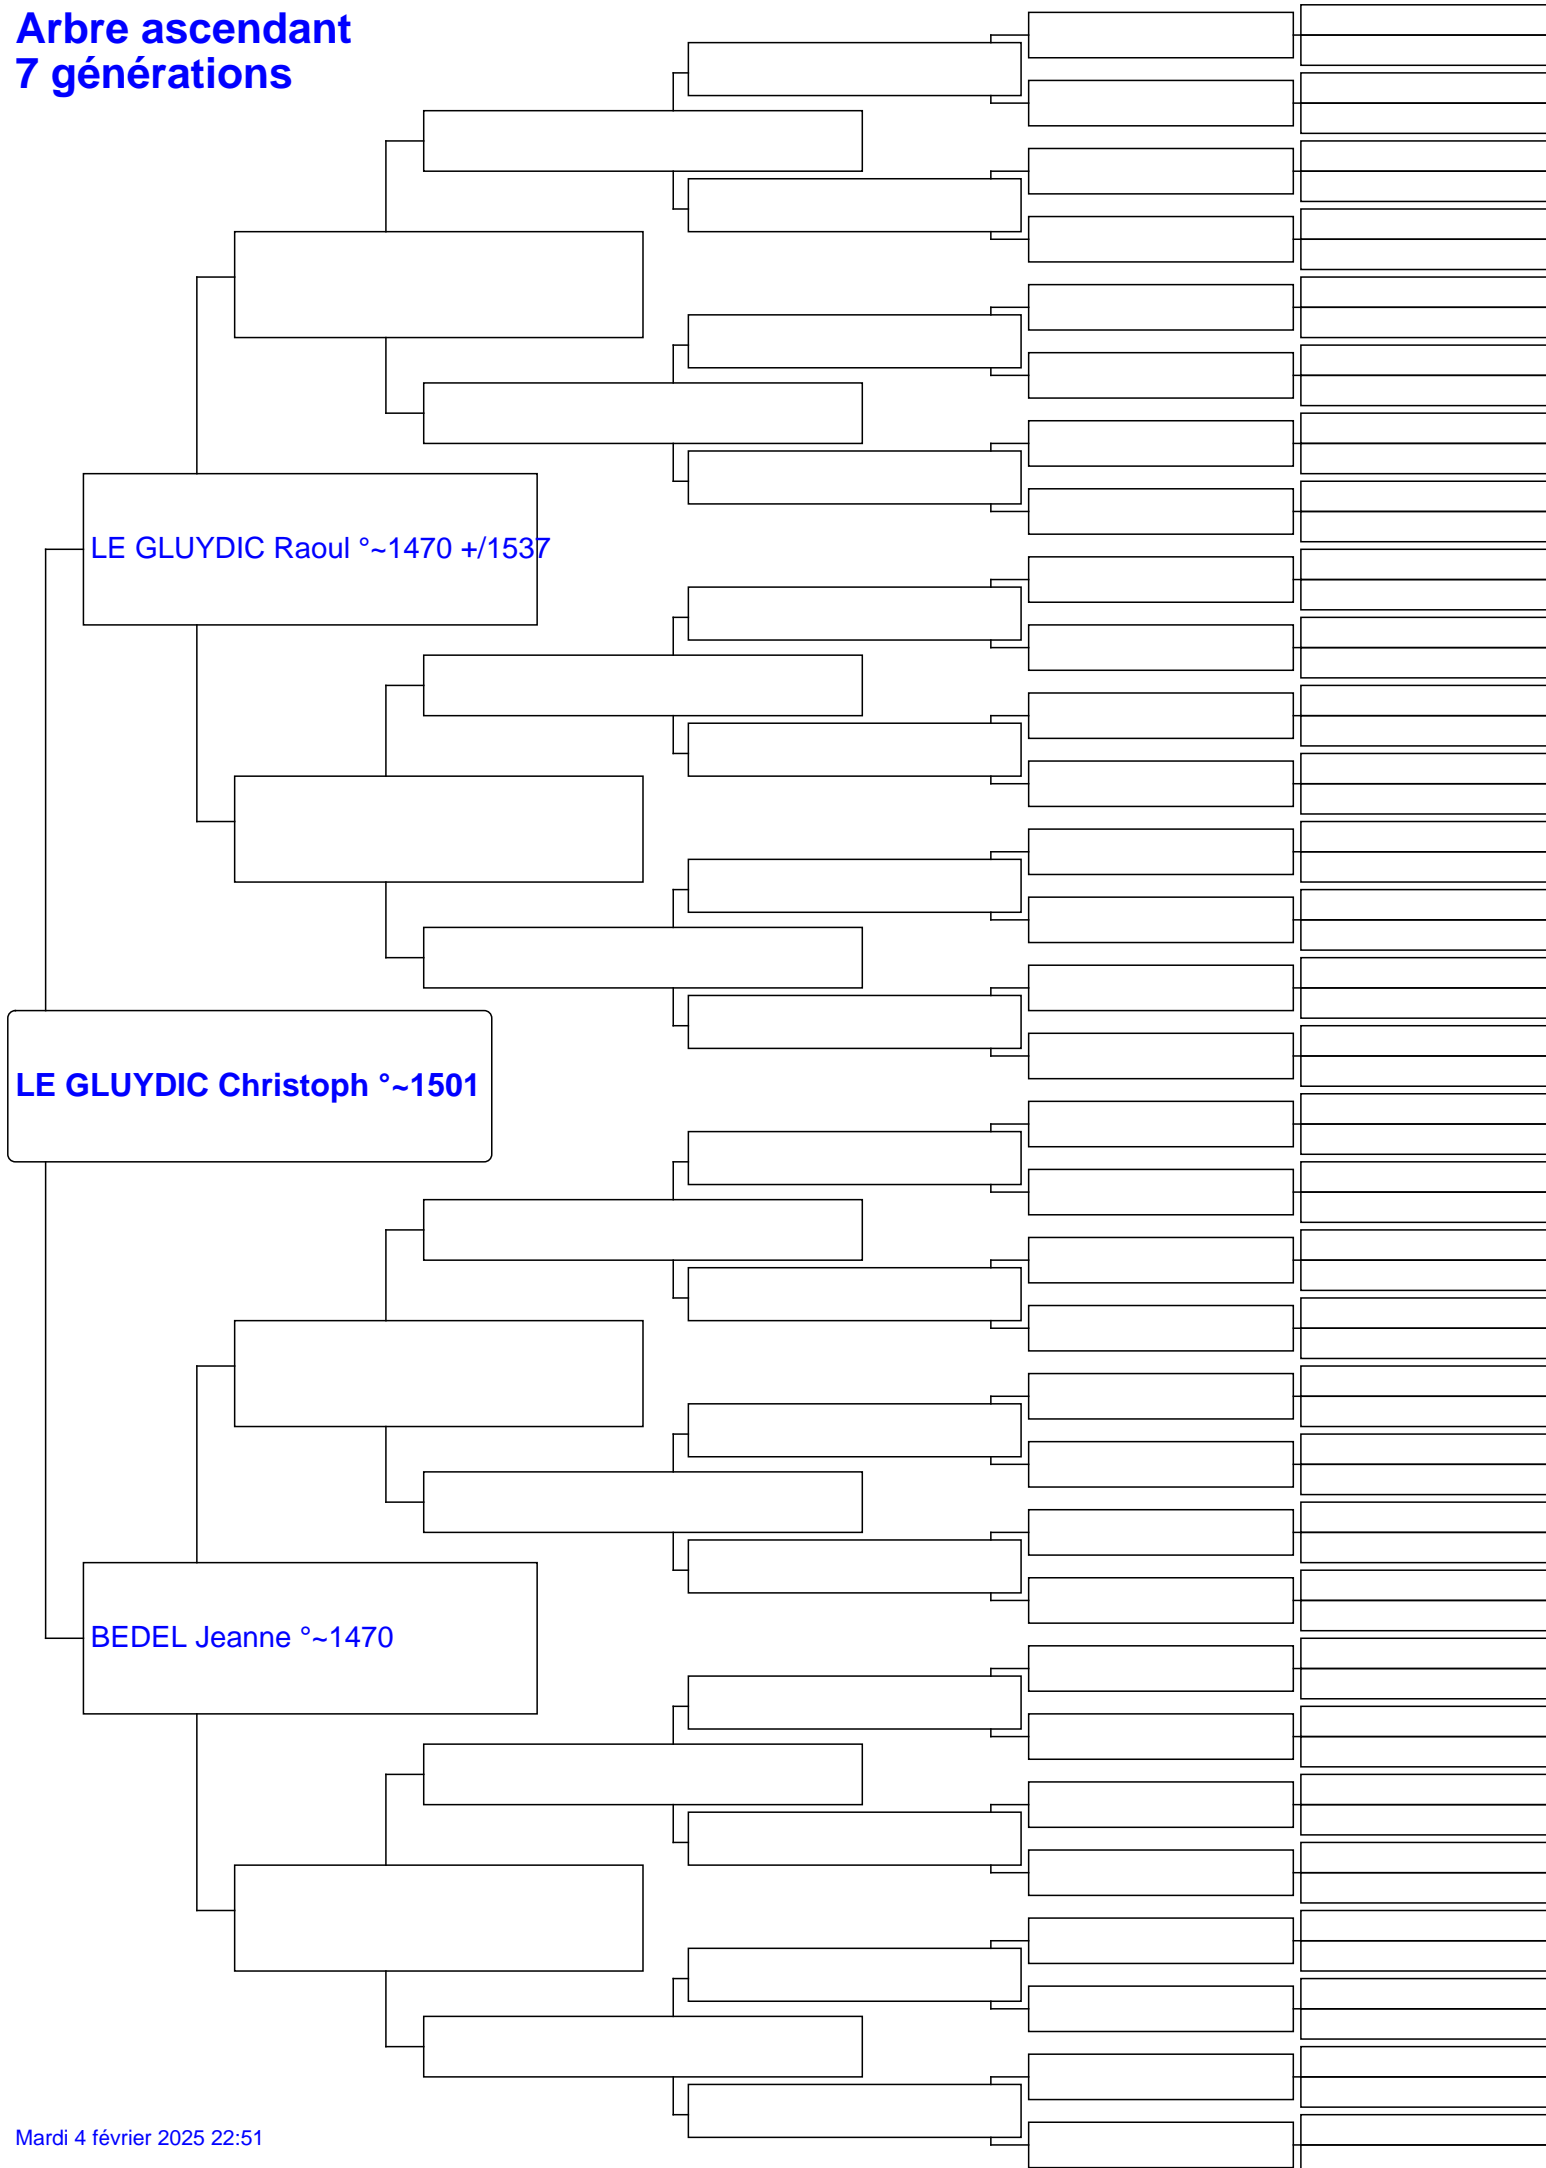 Arbre ascendant
7 générations
LE GLUYDIC Raoul °~1470 +/1537
LE GLUYDIC Christoph °~1501
BEDEL Jeanne °~1470
Mardi 4 février 2025 22:51